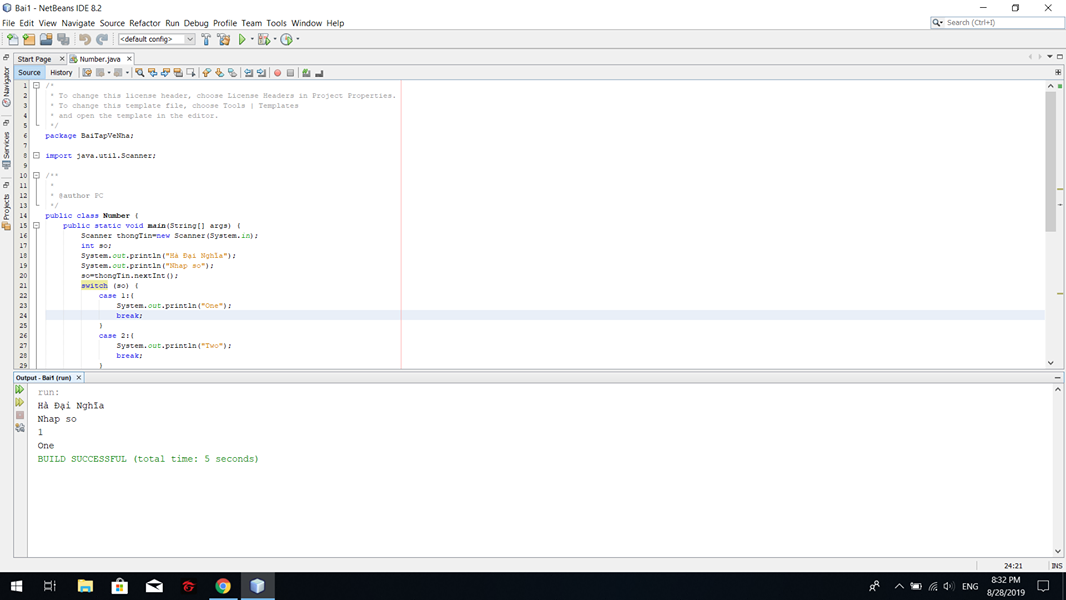 Bai1 - NetBeans IDE 8.2
File Edit View Navigate Source Refactor Run Debug Profile Team Tools Window Help
Search (Ctrl+I)
<default config>
Start Page
Number.java
Source History
Navigator
Services
Projects
1 /*
2 * To change this license header, choose License Headers in Project Properties.
3 * To change this template file, choose Tools | Templates
4 * and open the template in the editor.
5 */
6 package BaiTapVeNha;
7
8 import java.util.Scanner;
9
10 /**
11 *
12 * @author PC
13 */
14 public class Number {
15 public static void main(String[] args) {
16 Scanner thongTin=new Scanner(System.in);
17 int so;
18 System.out.println("Hà Đại Nghĩa");
19 System.out.println("Nhap so");
20 so=thongTin.nextInt();
21 switch (so) {
22 case 1:{
23 System.out.println("One");
24 break;
25 }
26 case 2:{
27 System.out.println("Two");
28 break;
29 }
Output - Bai1 (run)
run:
Hà Đại Nghĩa
Nhap so
1
One
BUILD SUCCESSFUL (total time: 5 seconds)
24:21 INS
ENG
8:32 PM
8/28/2019